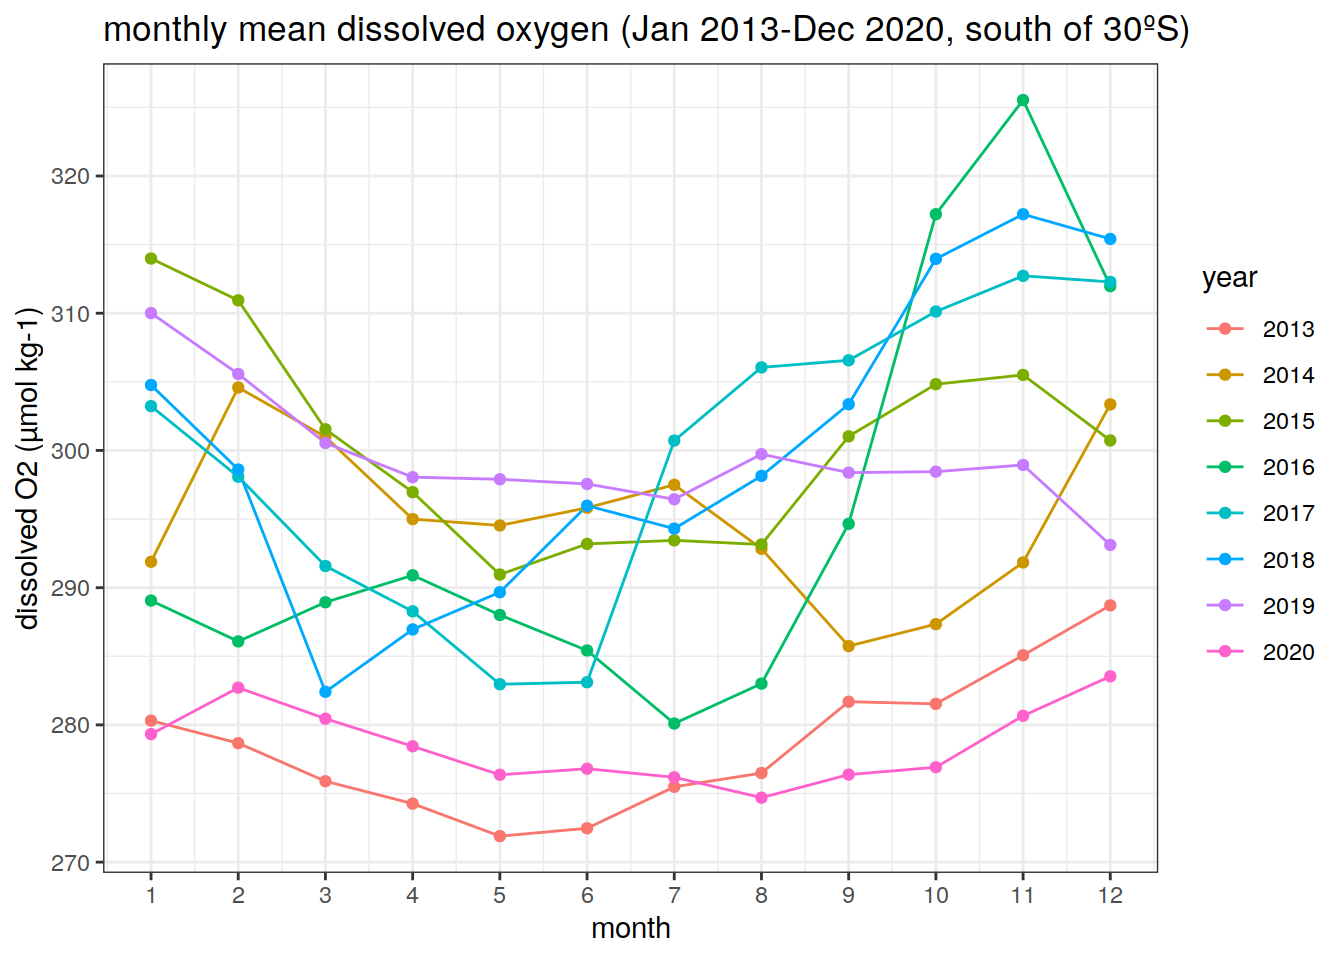 monthly mean dissolved oxygen (Jan 2013-Dec 2020, south of 30ºS)
dissolved O2 (µmol kg-1)
320
310
300
290
280
270
1 2 3 4 5 6 7 8 9 10 11 12
month
year
2013
2014
2015
2016
2017
2018
2019
2020